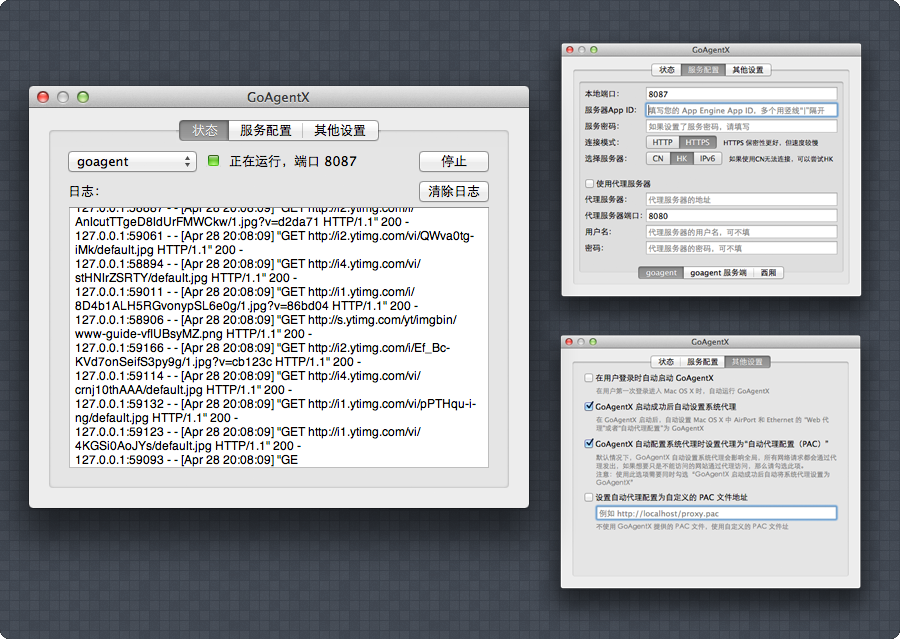 GoAgentX
状态 服务配置 其他设置
goagent 正在运行，端口 8087 停止
日志： 清除日志
127.0.0.1:58887 - - [Apr 28 20:08:09] "GET http://i2.ytimg.com/vi/
AnlcutTTgeD8ldUrFMWCkw/1.jpg?v=d2da71 HTTP/1.1" 200 -
127.0.0.1:59061 - - [Apr 28 20:08:09] "GET http://i2.ytimg.com/vi/QWva0tg-
iMk/default.jpg HTTP/1.1" 200 -
127.0.0.1:58894 - - [Apr 28 20:08:09] "GET http://i4.ytimg.com/vi/
stHNIrZSRTY/default.jpg HTTP/1.1" 200 -
127.0.0.1:59011 - - [Apr 28 20:08:09] "GET http://i1.ytimg.com/i/
8D4b1ALH5RGvonypSL6e0g/1.jpg?v=86bd04 HTTP/1.1" 200 -
127.0.0.1:58906 - - [Apr 28 20:08:09] "GET http://s.ytimg.com/yt/imgbin/
www-guide-vflUBsyMZ.png HTTP/1.1" 200 -
127.0.0.1:59166 - - [Apr 28 20:08:09] "GET http://i2.ytimg.com/i/Ef_Bc-
KVd7onSeifS3py9g/1.jpg?v=cb123c HTTP/1.1" 200 -
127.0.0.1:59114 - - [Apr 28 20:08:09] "GET http://i4.ytimg.com/vi/
crnj10thAAA/default.jpg HTTP/1.1" 200 -
127.0.0.1:59132 - - [Apr 28 20:08:09] "GET http://i1.ytimg.com/vi/pPTHqu-i-
ng/default.jpg HTTP/1.1" 200 -
127.0.0.1:59123 - - [Apr 28 20:08:09] "GET http://i1.ytimg.com/vi/
4KGSi0AoJYs/default.jpg HTTP/1.1" 200 -
127.0.0.1:59093 - - [Apr 28 20:08:09] "GE
GoAgentX
状态 服务配置 其他设置
本地端口： 8087
服务器App ID： 填写您的 App Engine App ID，多个用竖线"|"隔开
服务密码： 如果设置了服务密码，请填写
连接模式： HTTP HTTPS HTTPS 保密性更好，但速度较慢
选择服务器： CN HK IPv6 如果使用CN无法连接，可以尝试HK
使用代理服务器
代理服务器： 代理服务器的地址
代理服务器端口： 8080
用户名： 代理服务器的用户名，可不填
密码： 代理服务器的密码，可不填
goagent goagent 服务端 西厢
GoAgentX
状态 服务配置 其他设置
在用户登录时自动启动 GoAgentX
在用户第一次登录进入 Mac OS X 时，自动运行 GoAgentX
GoAgentX 启动成功后自动设置系统代理
在 GoAgentX 启动后，自动设置 Mac OS X 中 AirPort 和 Ethernet 的 "Web 代
理"或者"自动代理配置"为 GoAgentX
GoAgentX 自动配置系统代理时设置代理为"自动代理配置（PAC）"
默认情况下，GoAgentX 自动设置系统代理会影响全局，所有网络请求都会通过代
理发出，如果想要只是不能访问的网站通过代理访问，那么请勾选此项。
注意：使用此选项需要同时勾选 "GoAgentX 启动成功后自动将系统代理设置为
GoAgentX"
设置自动代理配置为自定义的 PAC 文件地址
例如 http://localhost/proxy.pac
不使用 GoAgentX 提供的 PAC 文件，使用自定义的 PAC 文件址